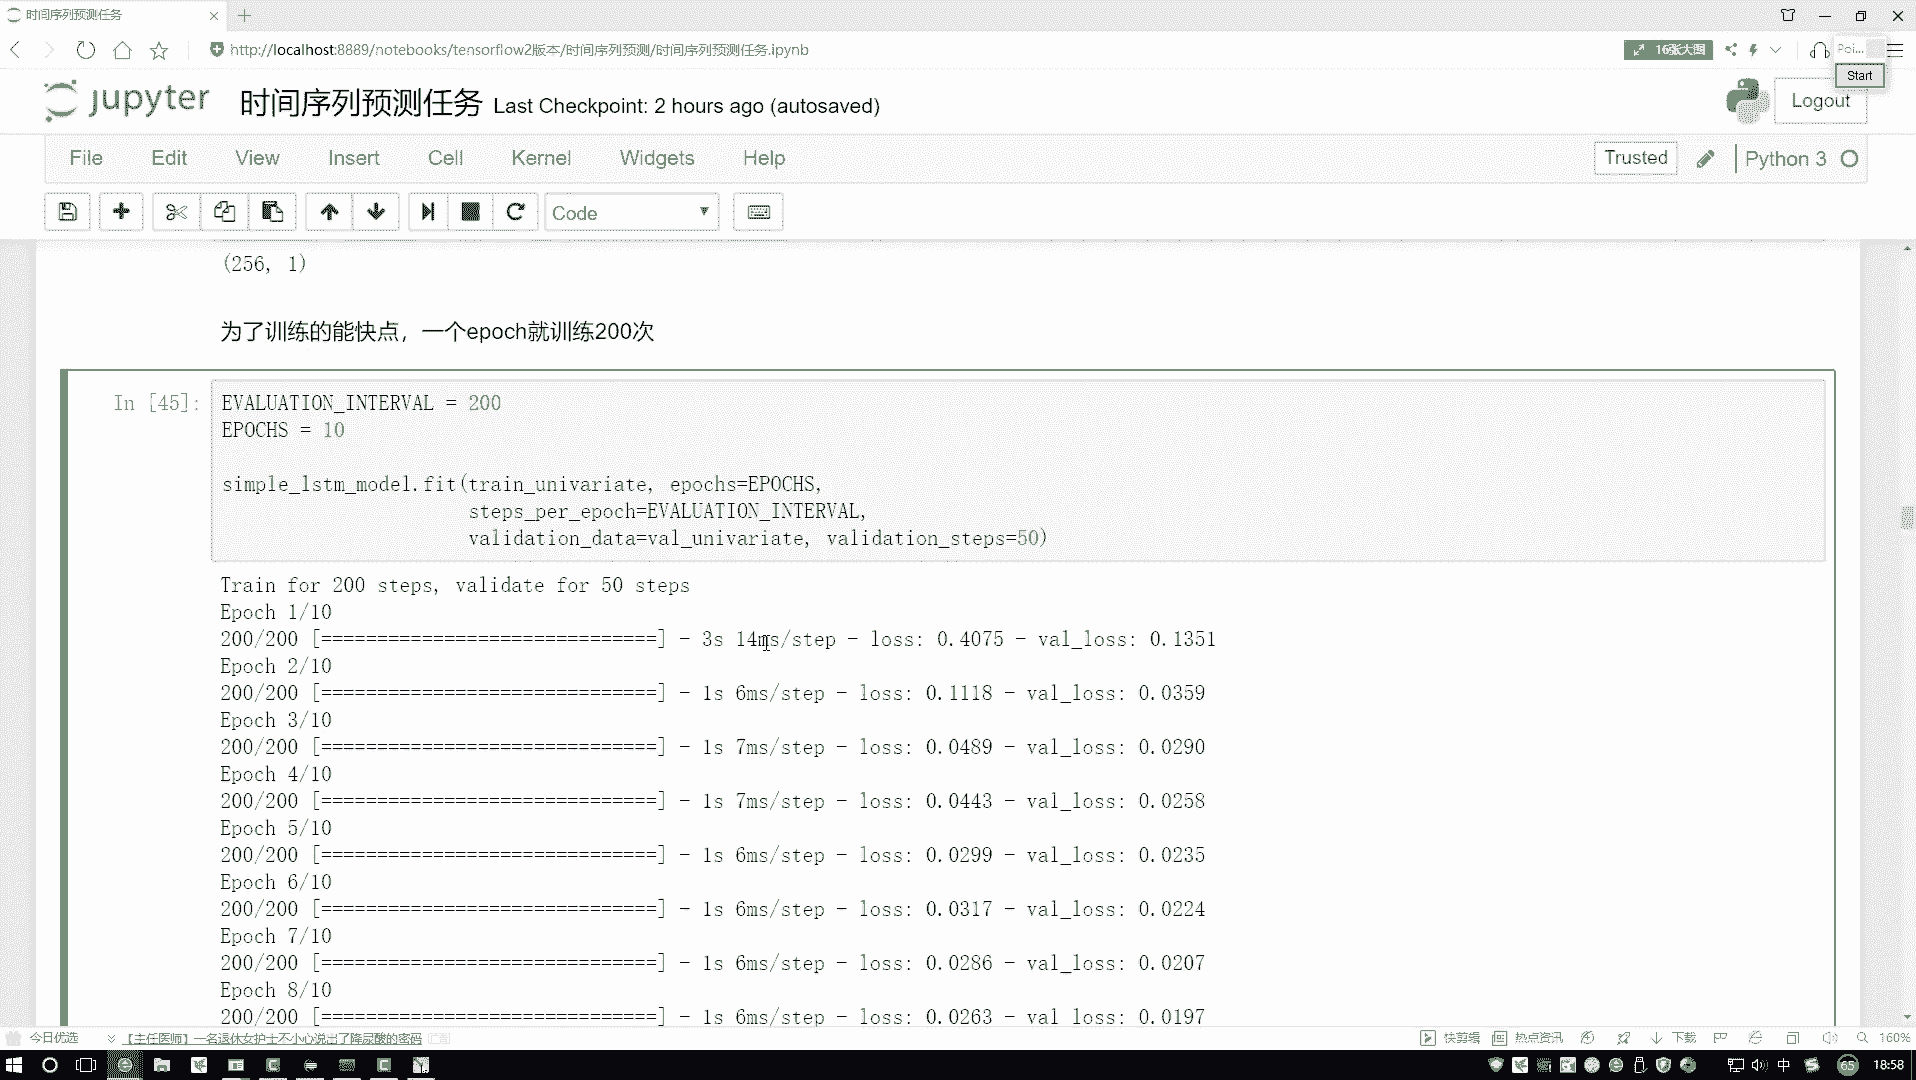 时间序列预测任务
http://localhost:8889/notebooks/tensorflow2版本/时间序列预测/时间序列预测任务.ipynb
16张大图
Poi...
Start
jupyter 时间序列预测任务 Last Checkpoint: 2 hours ago (autosaved)
Logout
File Edit View Insert Cell Kernel Widgets Help
Trusted
Python 3
Code
(256, 1)
为了训练的能快点，一个epoch就训练200次
In [45]:
EVALUATION_INTERVAL = 200
EPOCHS = 10
simple_lstm_model.fit(train_univariate, epochs=EPOCHS,
steps_per_epoch=EVALUATION_INTERVAL,
validation_data=val_univariate, validation_steps=50)
Train for 200 steps, validate for 50 steps
Epoch 1/10
200/200 [==============================] - 3s 14ms/step - loss: 0.4075 - val_loss: 0.1351
Epoch 2/10
200/200 [==============================] - 1s 6ms/step - loss: 0.1118 - val_loss: 0.0359
Epoch 3/10
200/200 [==============================] - 1s 7ms/step - loss: 0.0489 - val_loss: 0.0290
Epoch 4/10
200/200 [==============================] - 1s 7ms/step - loss: 0.0443 - val_loss: 0.0258
Epoch 5/10
200/200 [==============================] - 1s 6ms/step - loss: 0.0299 - val_loss: 0.0235
Epoch 6/10
200/200 [==============================] - 1s 6ms/step - loss: 0.0317 - val_loss: 0.0224
Epoch 7/10
200/200 [==============================] - 1s 6ms/step - loss: 0.0286 - val_loss: 0.0207
Epoch 8/10
200/200 [==============================] - 1s 6ms/step - loss: 0.0263 - val_loss: 0.0197
今日优选
【主任医师】一名退休女护士不小心说出了降尿酸的密码
快剪辑
热点资讯
下载
160%
中
65
18:58